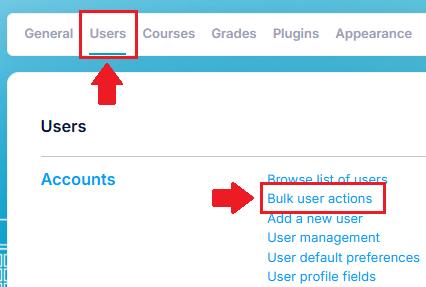 General Users Courses Grades Plugins Appearance
Users
Accounts
Browse list of users
Bulk user actions
Add a new user
User management
User default preferences
User profile fields